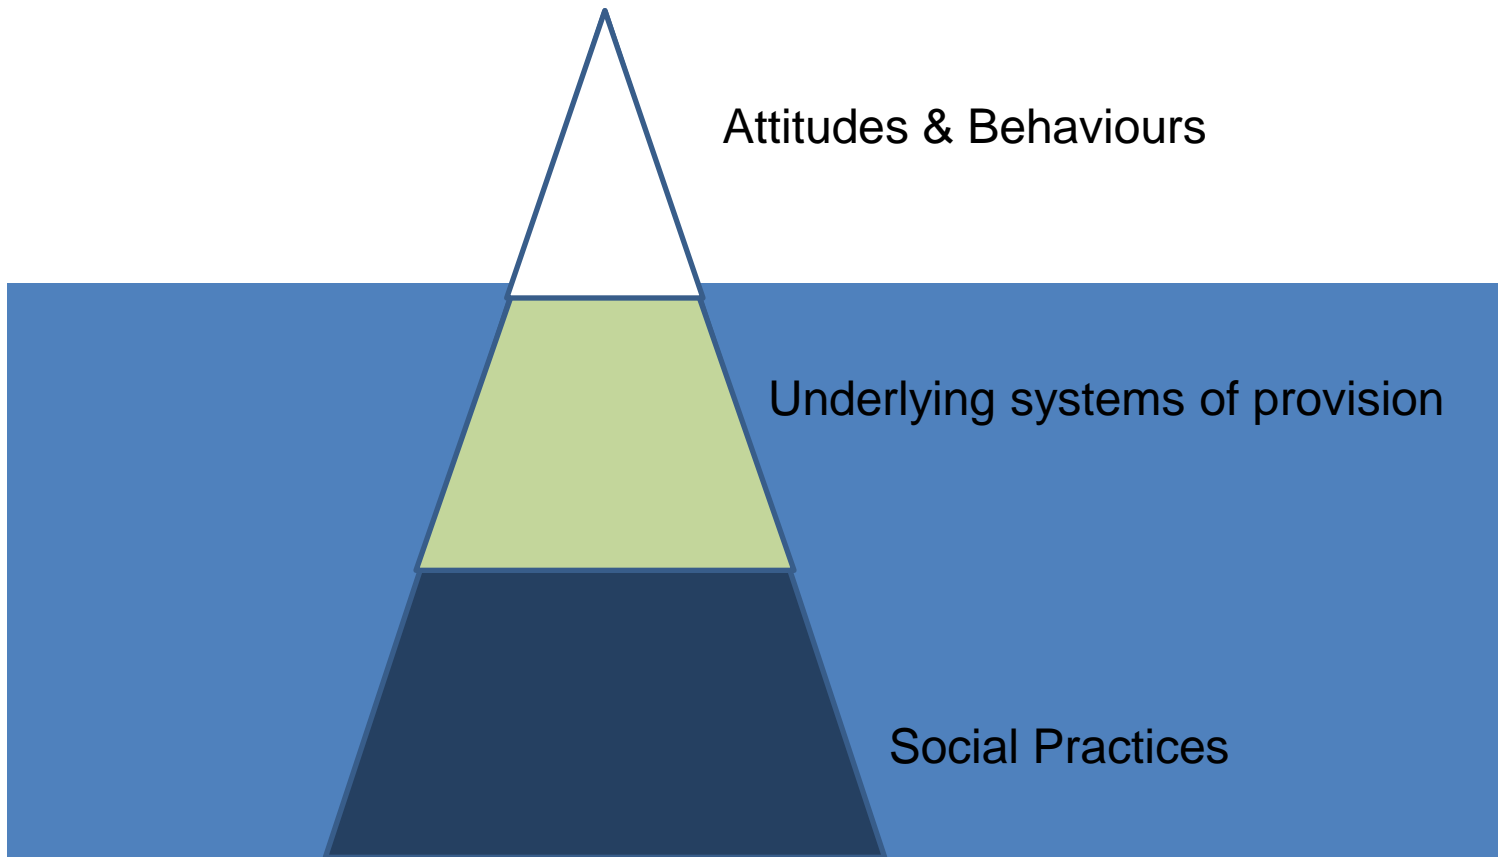 Attitudes & Behaviours
Underlying systems of provision
Social Practices